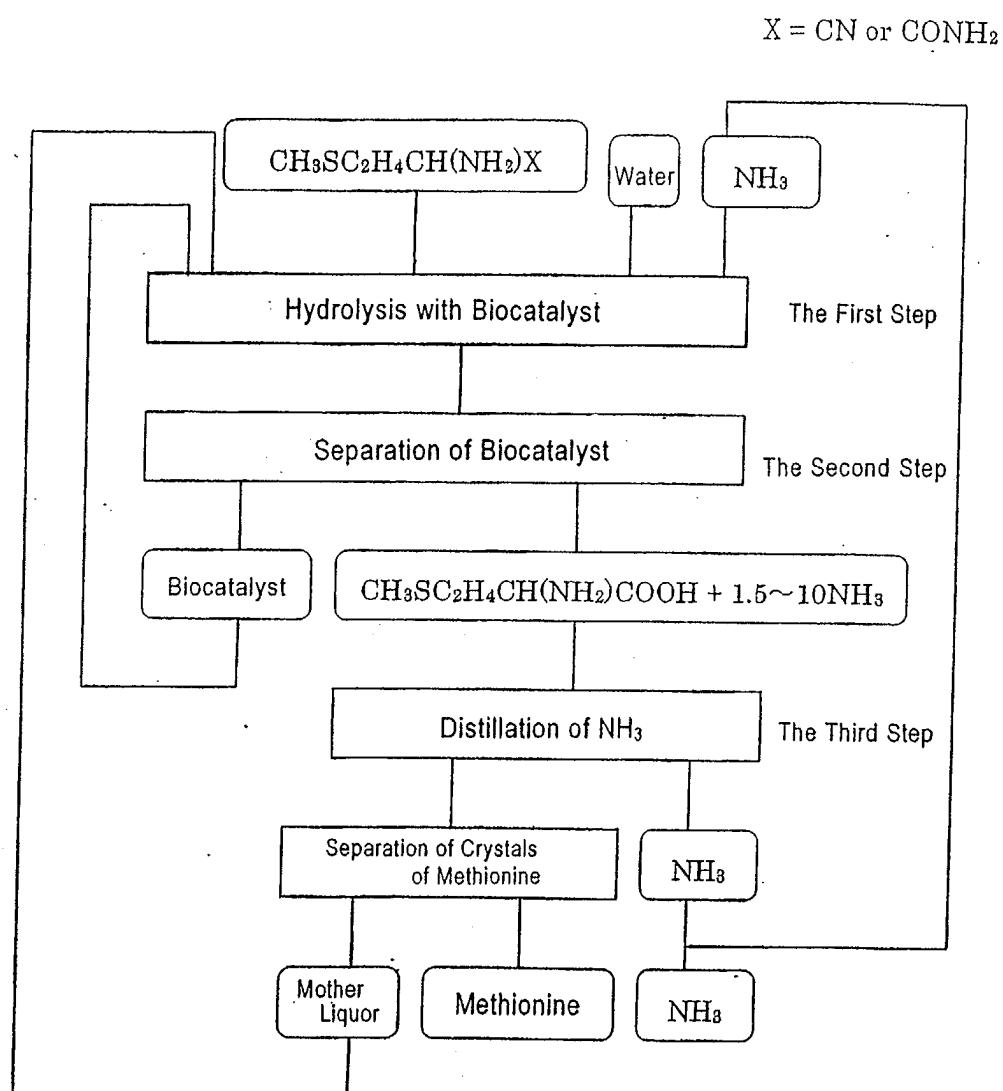 X = CN or CONH₂
CH₃SC₂H₄CH(NH₂)X
Water
NH₃
Hydrolysis with Biocatalyst
The First Step
Separation of Biocatalyst
The Second Step
Biocatalyst
CH₃SC₂H₄CH(NH₂)COOH + 1.5～10NH₃
Distillation of NH₃
The Third Step
Separation of Crystals
of Methionine
NH₃
Mother
Liquor
Methionine
NH₃